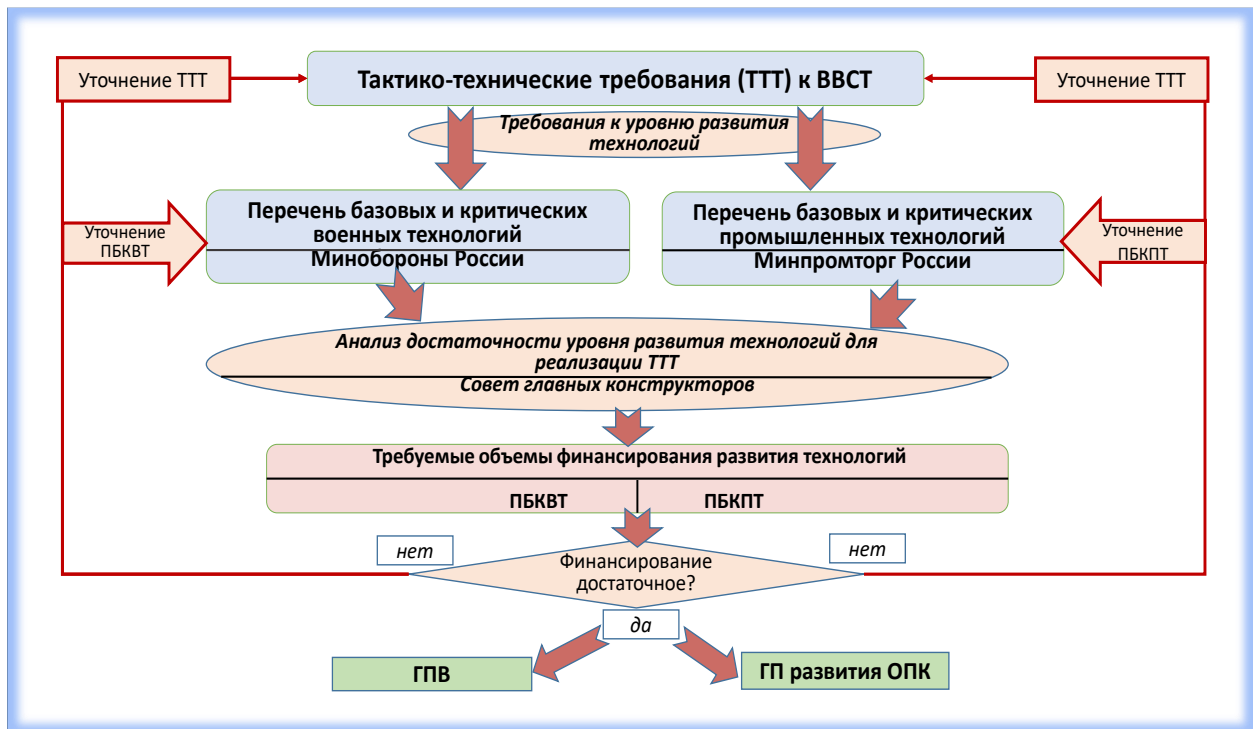 Уточнение ТТТ
Тактико-технические требования (ТТТ) к ВВСТ
Уточнение ТТТ
Требования к уровню развития
технологий
Перечень базовых и критических
военных технологий
Минобороны России
Перечень базовых и критических
промышленных технологий
Минпромторг России
Уточнение
ПБКВТ
Уточнение
ПБКПТ
Анализ достаточности уровня развития технологий для
реализации ТТТ
Совет главных конструкторов
Требуемые объемы финансирования развития технологий
ПБКВТ
ПБКПТ
нет
нет
Финансирование
достаточное?
да
ГПВ
ГП развития ОПК